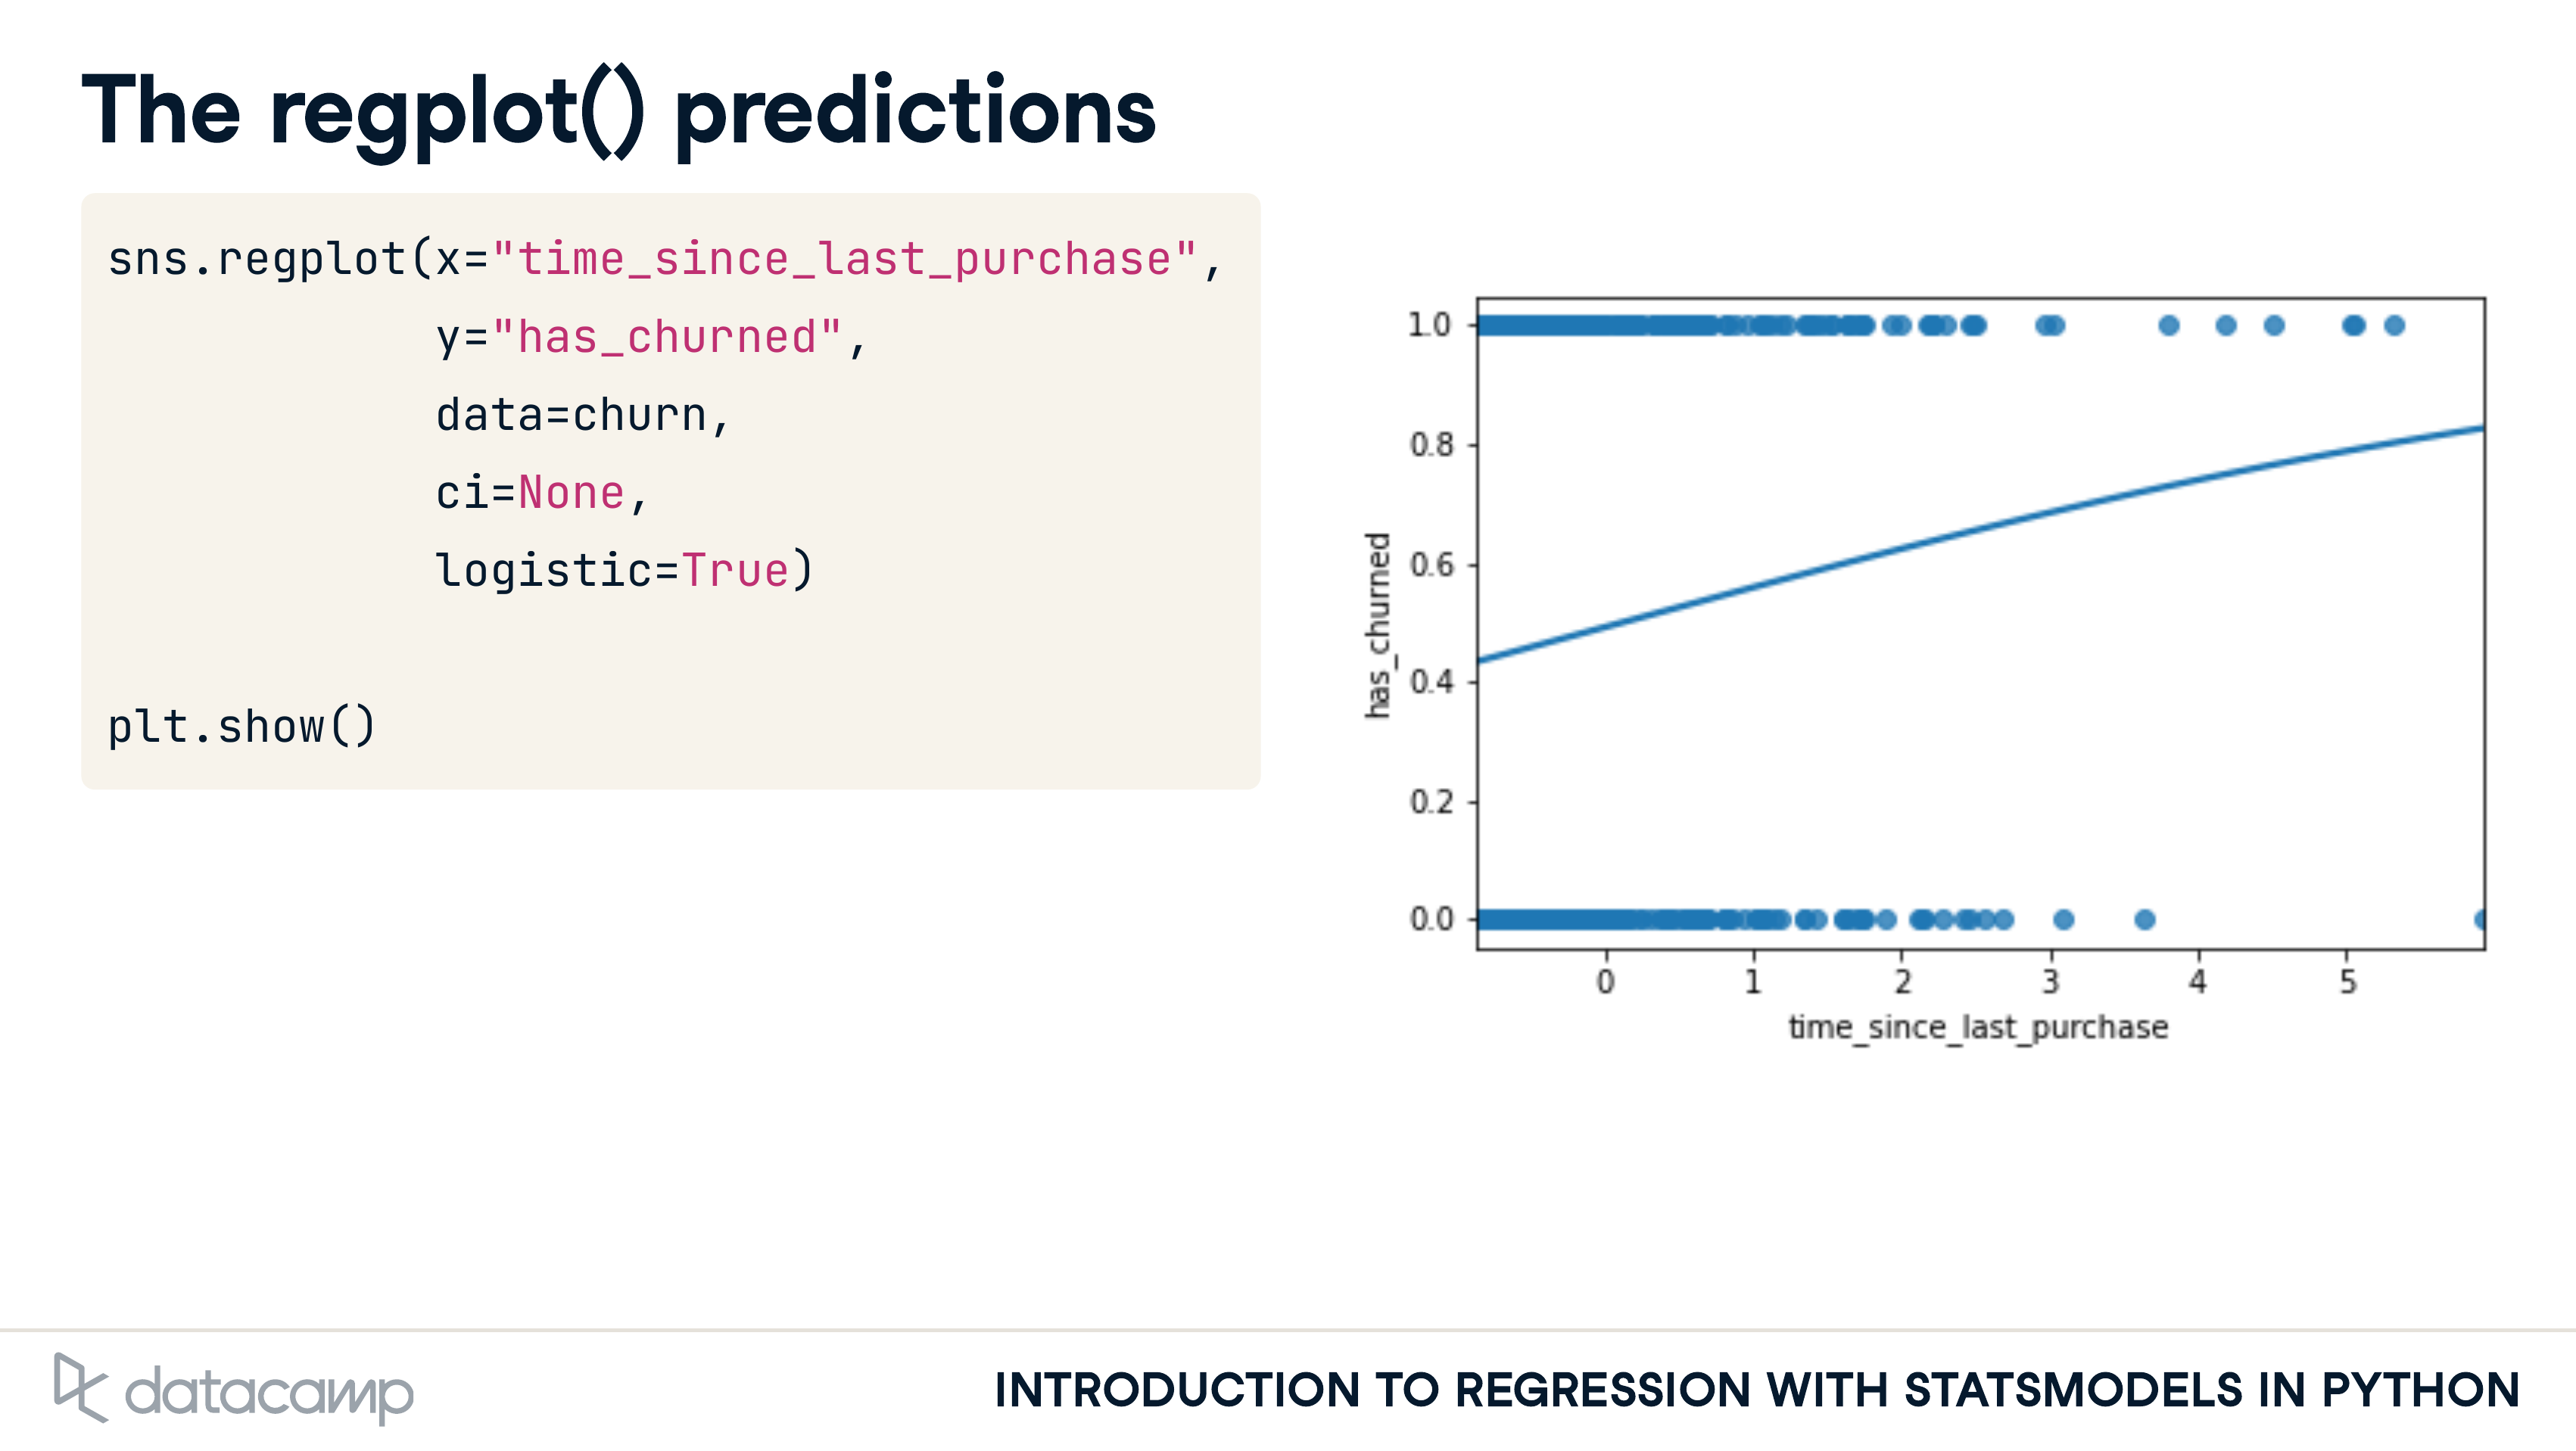 The regplot() predictions
sns.regplot(x="time_since_last_purchase",
            y="has_churned",
            data=churn,
            ci=None,
            logistic=True)

plt.show()
1.0
0.8
0.6
0.4
0.2
0.0
has_churned
0 1 2 3 4 5
time_since_last_purchase
datacamp
INTRODUCTION TO REGRESSION WITH STATSMODELS IN PYTHON